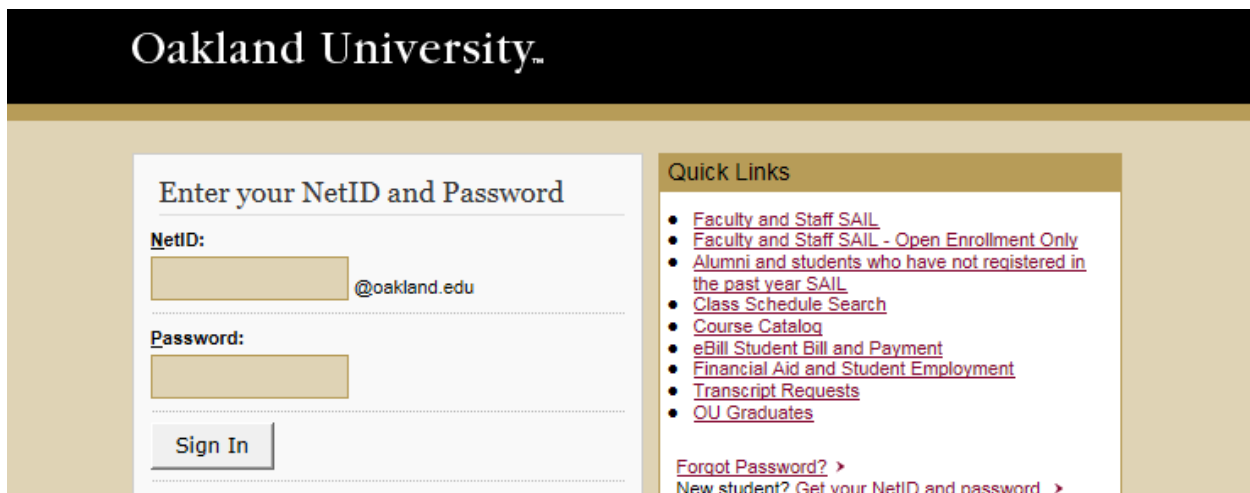 Oakland University™
Enter your NetID and Password
NetID:
@oakland.edu
Password:
Sign In
Quick Links
Faculty and Staff SAIL
Faculty and Staff SAIL - Open Enrollment Only
Alumni and students who have not registered in
the past year SAIL
Class Schedule Search
Course Catalog
eBill Student Bill and Payment
Financial Aid and Student Employment
Transcript Requests
OU Graduates
Forgot Password?
New student? Get your NetID and password